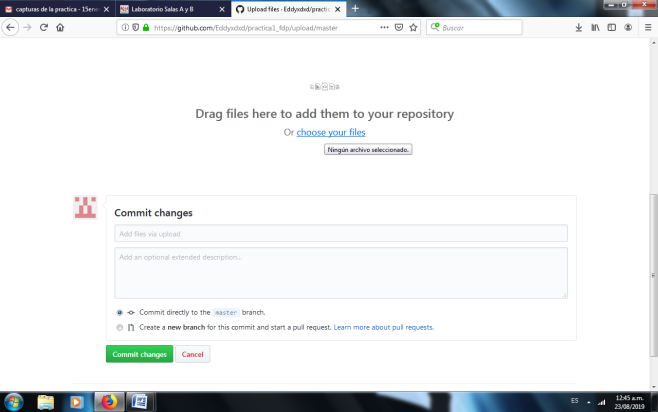 capturas de la practica - 15ene
Laboratorio Salas A y B
Upload files · Eddyxdxd/practic
https://github.com/Eddyxdxd/practica1_fdp/upload/master
Buscar
Drag files here to add them to your repository
Or choose your files
Ningún archivo seleccionado.
Commit changes
Add files via upload
Add an optional extended description...
Commit directly to the master branch.
Create a new branch for this commit and start a pull request. Learn more about pull requests.
Commit changes
Cancel
ES
12:45 a.m.
23/08/2019